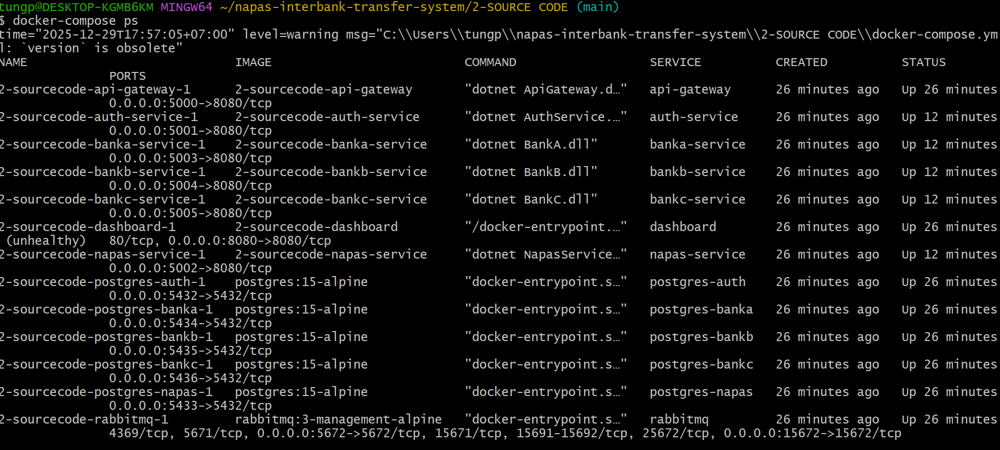 tungp@DESKTOP-KGMB6KM MINGW64 ~/napas-interbank-transfer-system/2-SOURCE CODE (main)
$ docker-compose ps
time="2025-12-29T17:57:05+07:00" level=warning msg="C:\\Users\\tungp\\napas-interbank-transfer-system\\2-SOURCE CODE\\docker-compose.ym
l: `version` is obsolete"
NAME IMAGE COMMAND SERVICE CREATED STATUS
PORTS
2-sourcecode-api-gateway-1 2-sourcecode-api-gateway "dotnet ApiGateway.d…" api-gateway 26 minutes ago Up 26 minutes
0.0.0.0:5000->8080/tcp
2-sourcecode-auth-service-1 2-sourcecode-auth-service "dotnet AuthService.…" auth-service 26 minutes ago Up 12 minutes
0.0.0.0:5001->8080/tcp
2-sourcecode-banka-service-1 2-sourcecode-banka-service "dotnet BankA.dll" banka-service 26 minutes ago Up 12 minutes
0.0.0.0:5003->8080/tcp
2-sourcecode-bankb-service-1 2-sourcecode-bankb-service "dotnet BankB.dll" bankb-service 26 minutes ago Up 12 minutes
0.0.0.0:5004->8080/tcp
2-sourcecode-bankc-service-1 2-sourcecode-bankc-service "dotnet BankC.dll" bankc-service 26 minutes ago Up 12 minutes
0.0.0.0:5005->8080/tcp
2-sourcecode-dashboard-1 2-sourcecode-dashboard "/docker-entrypoint.…" dashboard 26 minutes ago Up 26 minutes
(unhealthy) 80/tcp, 0.0.0.0:8080->8080/tcp
2-sourcecode-napas-service-1 2-sourcecode-napas-service "dotnet NapasService…" napas-service 26 minutes ago Up 12 minutes
0.0.0.0:5002->8080/tcp
2-sourcecode-postgres-auth-1 postgres:15-alpine "docker-entrypoint.s…" postgres-auth 26 minutes ago Up 26 minutes
0.0.0.0:5432->5432/tcp
2-sourcecode-postgres-banka-1 postgres:15-alpine "docker-entrypoint.s…" postgres-banka 26 minutes ago Up 26 minutes
0.0.0.0:5434->5432/tcp
2-sourcecode-postgres-bankb-1 postgres:15-alpine "docker-entrypoint.s…" postgres-bankb 26 minutes ago Up 26 minutes
0.0.0.0:5435->5432/tcp
2-sourcecode-postgres-bankc-1 postgres:15-alpine "docker-entrypoint.s…" postgres-bankc 26 minutes ago Up 26 minutes
0.0.0.0:5436->5432/tcp
2-sourcecode-postgres-napas-1 postgres:15-alpine "docker-entrypoint.s…" postgres-napas 26 minutes ago Up 26 minutes
0.0.0.0:5433->5432/tcp
2-sourcecode-rabbitmq-1 rabbitmq:3-management-alpine "docker-entrypoint.s…" rabbitmq 26 minutes ago Up 26 minutes
4369/tcp, 5671/tcp, 0.0.0.0:5672->5672/tcp, 15671/tcp, 15691-15692/tcp, 25672/tcp, 0.0.0.0:15672->15672/tcp